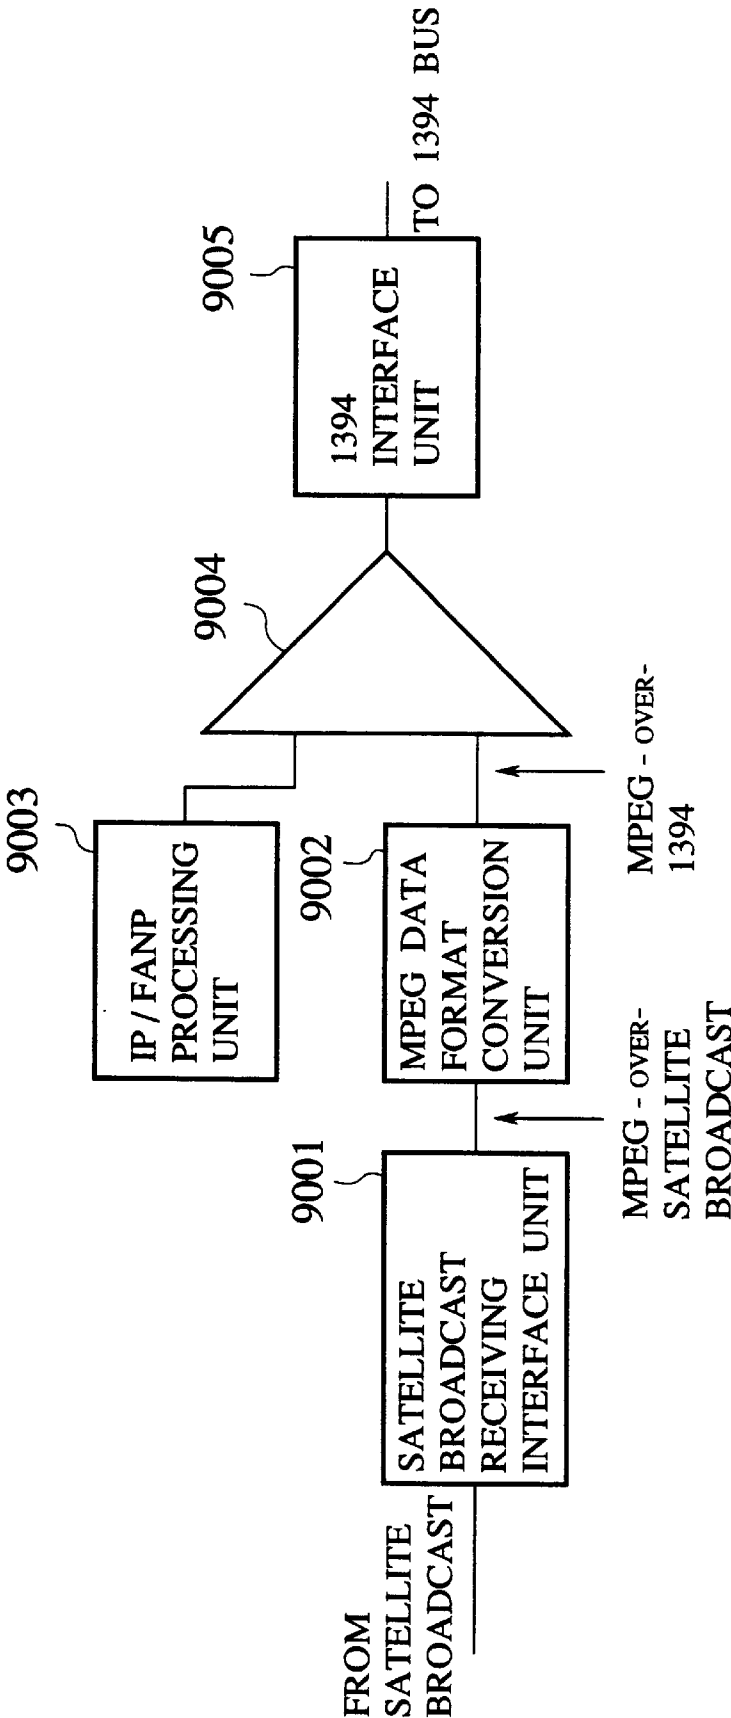 FROM
SATELLITE
BROADCAST
9001
SATELLITE
BROADCAST
RECEIVING
INTERFACE UNIT
MPEG - OVER-
SATELLITE
BROADCAST
9002
MPEG DATA
FORMAT
CONVERSION
UNIT
9003
IP / FANP
PROCESSING
UNIT
MPEG - OVER-
1394
9004
9005
1394
INTERFACE
UNIT
TO 1394 BUS